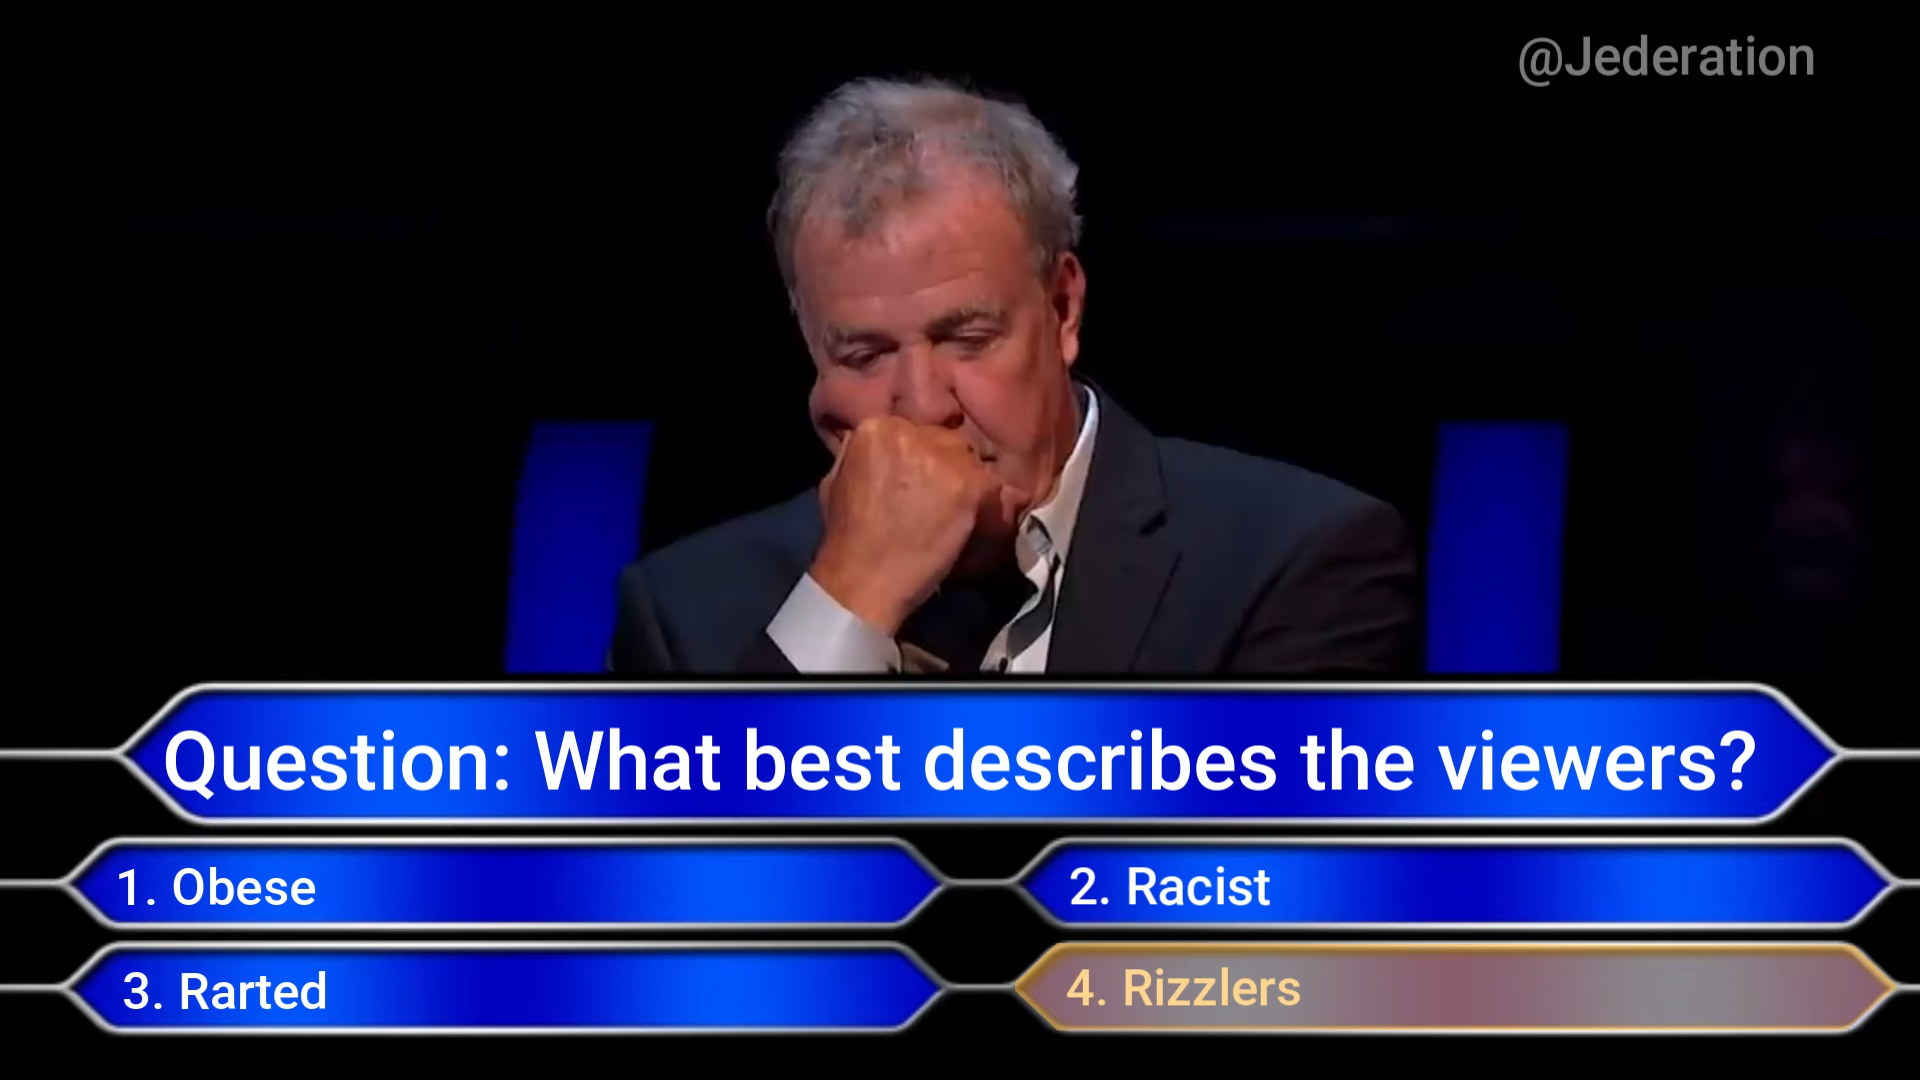 @Jederation
Question: What best describes the viewers?
1. Obese
2. Racist
3. Rarted
4. Rizzlers